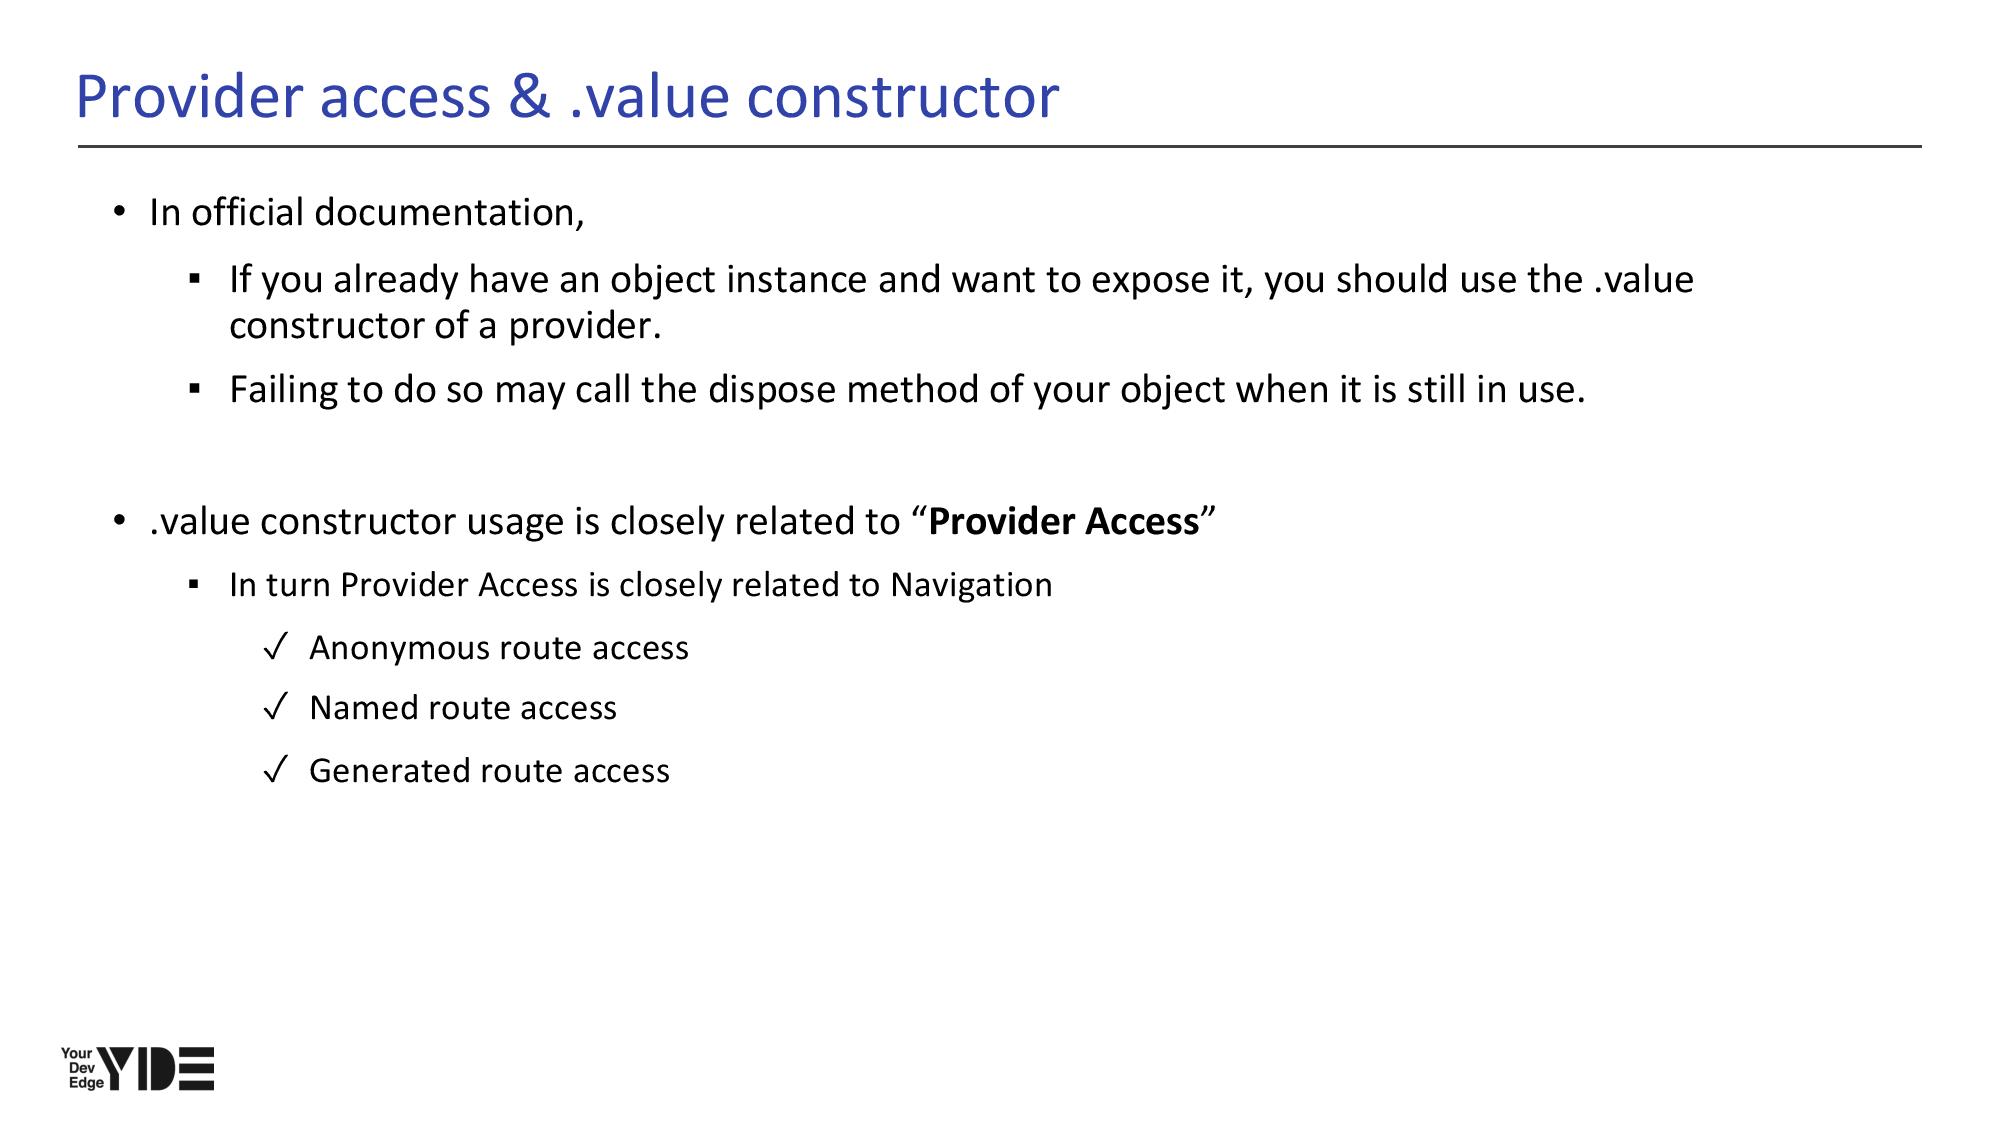 Provider access & .value constructor
• In official documentation,
▪ If you already have an object instance and want to expose it, you should use the .value
constructor of a provider.
▪ Failing to do so may call the dispose method of your object when it is still in use.
• .value constructor usage is closely related to “Provider Access”
▪ In turn Provider Access is closely related to Navigation
✓ Anonymous route access
✓ Named route access
✓ Generated route access
Your
Dev
Edge
YDE